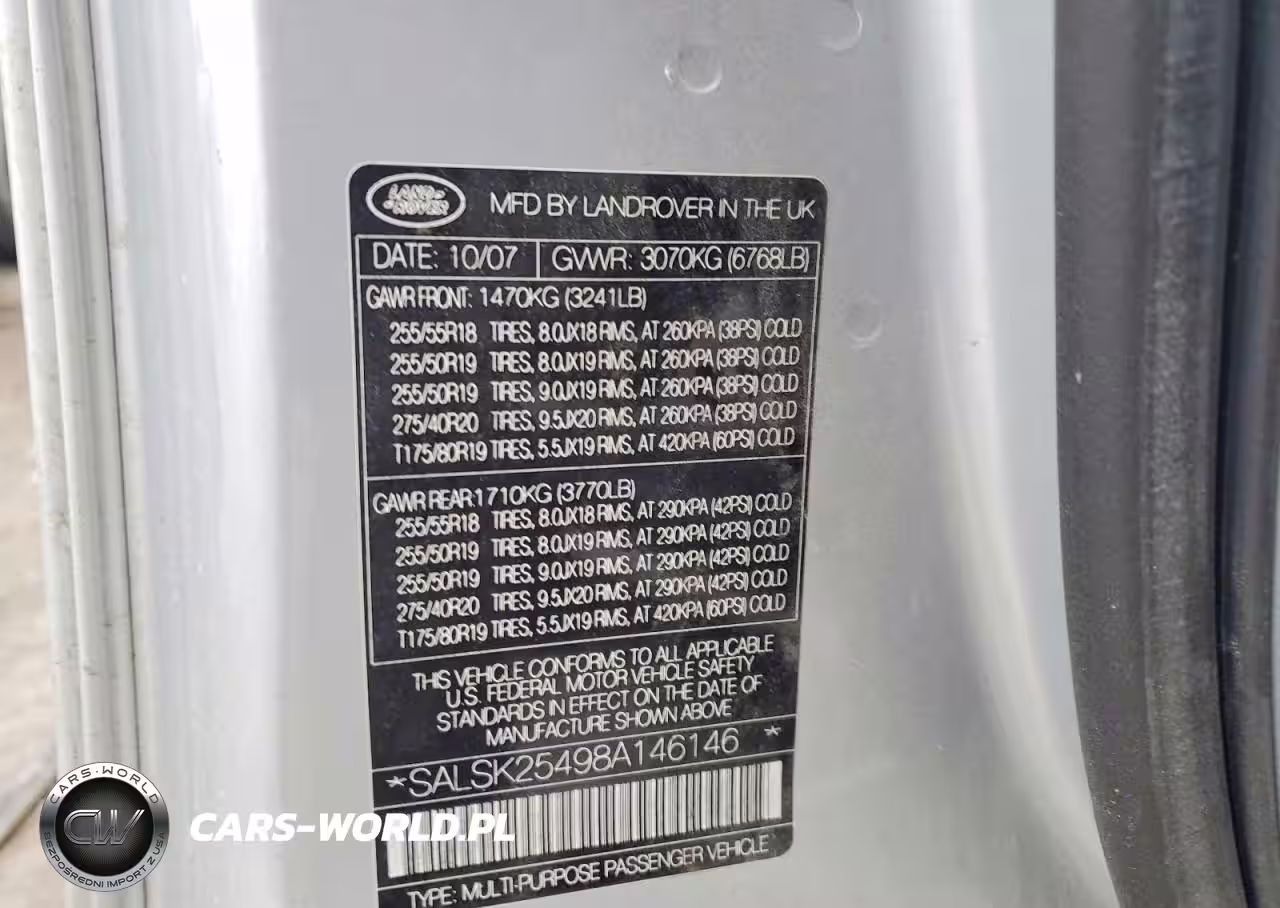 LAND ROVER
MFD BY LANDROVER IN THE UK
DATE: 10/07 GVWR: 3070KG (6768LB)
GAWR FRONT: 1470KG (3241LB)
255/55R18 TIRES, 8.0JX18 RIMS, AT 260KPA (38PSI) COLD
255/50R19 TIRES, 8.0JX19 RIMS, AT 260KPA (38PSI) COLD
255/50R19 TIRES, 9.0JX19 RIMS, AT 260KPA (38PSI) COLD
275/40R20 TIRES, 9.5JX20 RIMS, AT 260KPA (38PSI) COLD
T175/80R19 TIRES, 5.5JX19 RIMS, AT 420KPA (60PSI) COLD
GAWR REAR: 1710KG (3770LB)
255/55R18 TIRES, 8.0JX18 RIMS, AT 290KPA (42PSI) COLD
255/50R19 TIRES, 8.0JX19 RIMS, AT 290KPA (42PSI) COLD
255/50R19 TIRES, 9.0JX19 RIMS, AT 290KPA (42PSI) COLD
275/40R20 TIRES, 9.5JX20 RIMS, AT 290KPA (42PSI) COLD
T175/80R19 TIRES, 5.5JX19 RIMS, AT 420KPA (60PSI) COLD
THIS VEHICLE CONFORMS TO ALL APPLICABLE
U.S. FEDERAL MOTOR VEHICLE SAFETY
STANDARDS IN EFFECT ON THE DATE OF
MANUFACTURE SHOWN ABOVE
*SALSK25498A146146 *
TYPE: MULTI-PURPOSE PASSENGER VEHICLE
CARS-WORLD
CW
BEZPOŚREDNI IMPORT Z USA
CARS-WORLD.PL